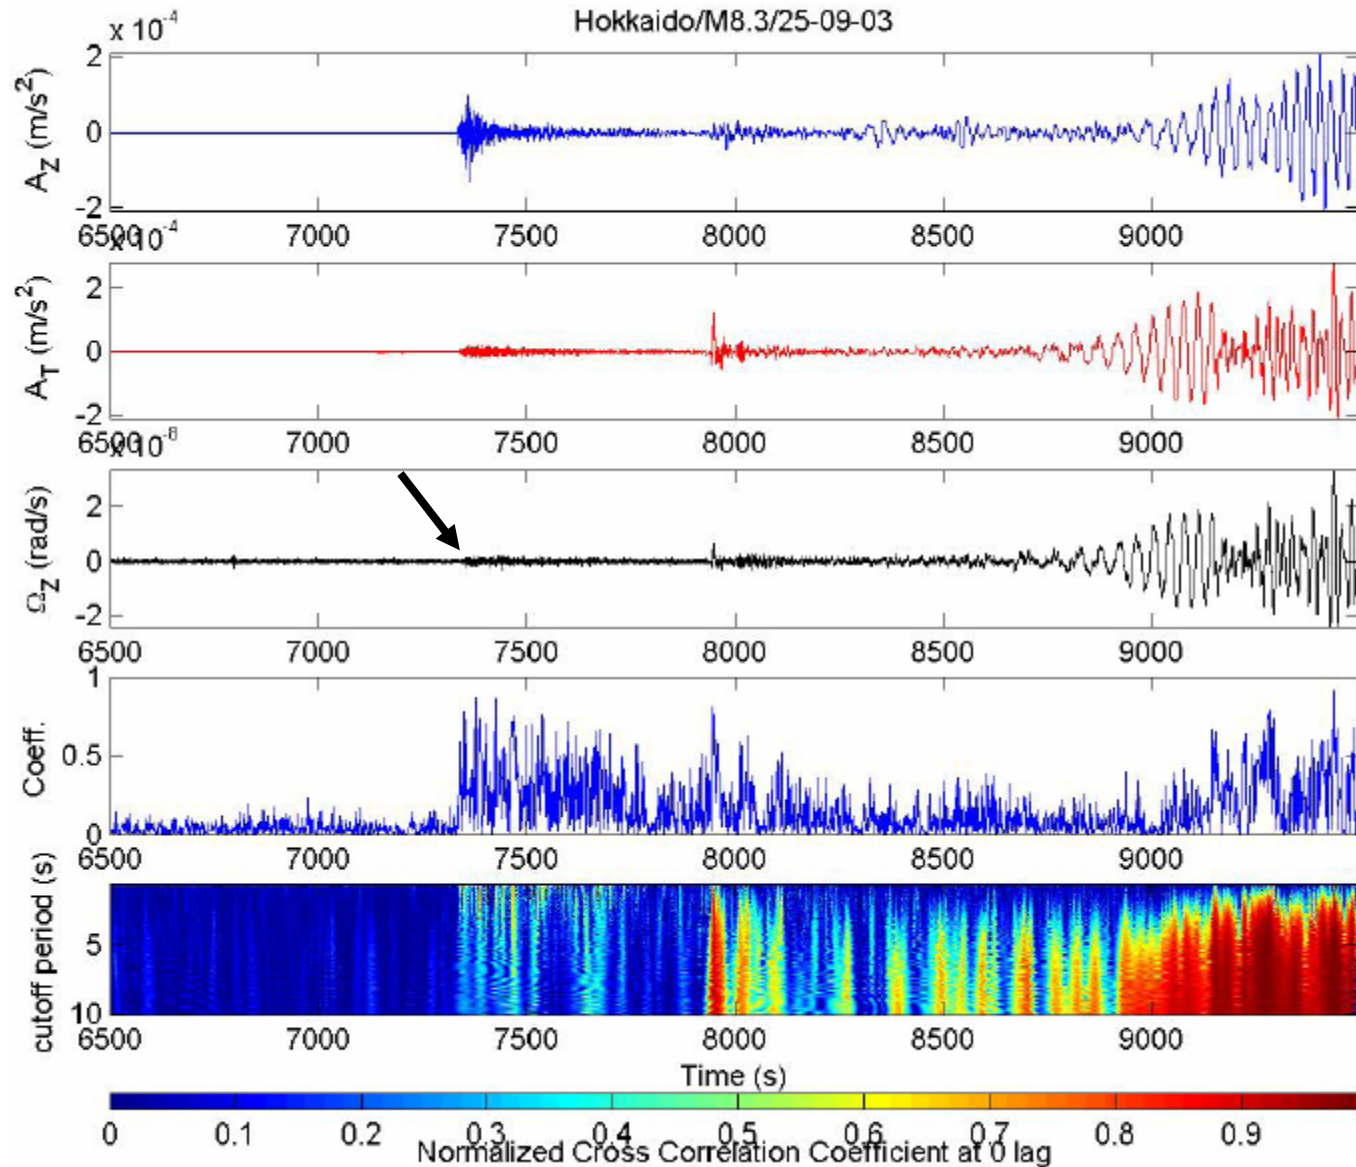 Hokkaido/M8.3/25-09-03
x 10^-4
2
0
-2
A_Z (m/s^2)
6500 7000 7500 8000 8500 9000
x 10^-4
2
0
-2
A_T (m/s^2)
6500 7000 7500 8000 8500 9000
x 10^-8
2
0
-2
Ω_Z (rad/s)
6500 7000 7500 8000 8500 9000
1
0.5
0
Coeff.
6500 7000 7500 8000 8500 9000
5
10
cutoff period (s)
6500 7000 7500 8000 8500 9000
Time (s)
0 0.1 0.2 0.3 0.4 0.5 0.6 0.7 0.8 0.9
Normalized Cross Correlation Coefficient at 0 lag